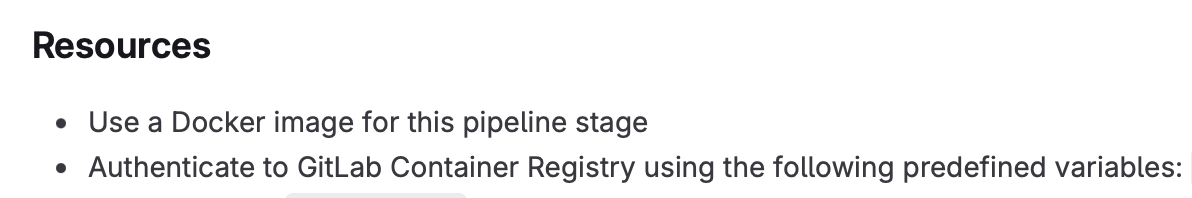 Resources
• Use a Docker image for this pipeline stage
• Authenticate to GitLab Container Registry using the following predefined variables: